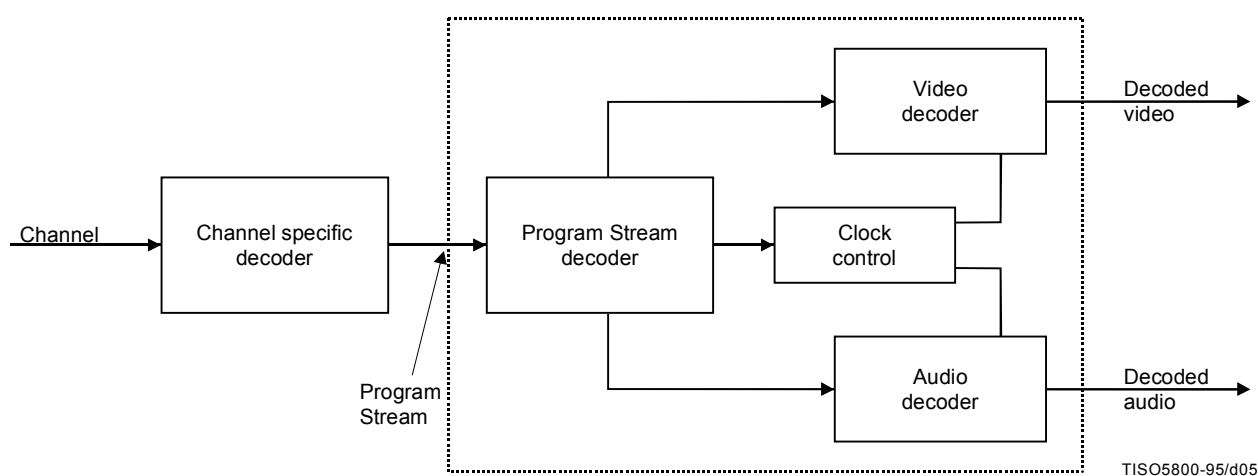 Video
decoder
Decoded
video
Channel
Channel specific
decoder
Program Stream
decoder
Clock
control
Program
Stream
Audio
decoder
Decoded
audio
TISO5800-95/d05